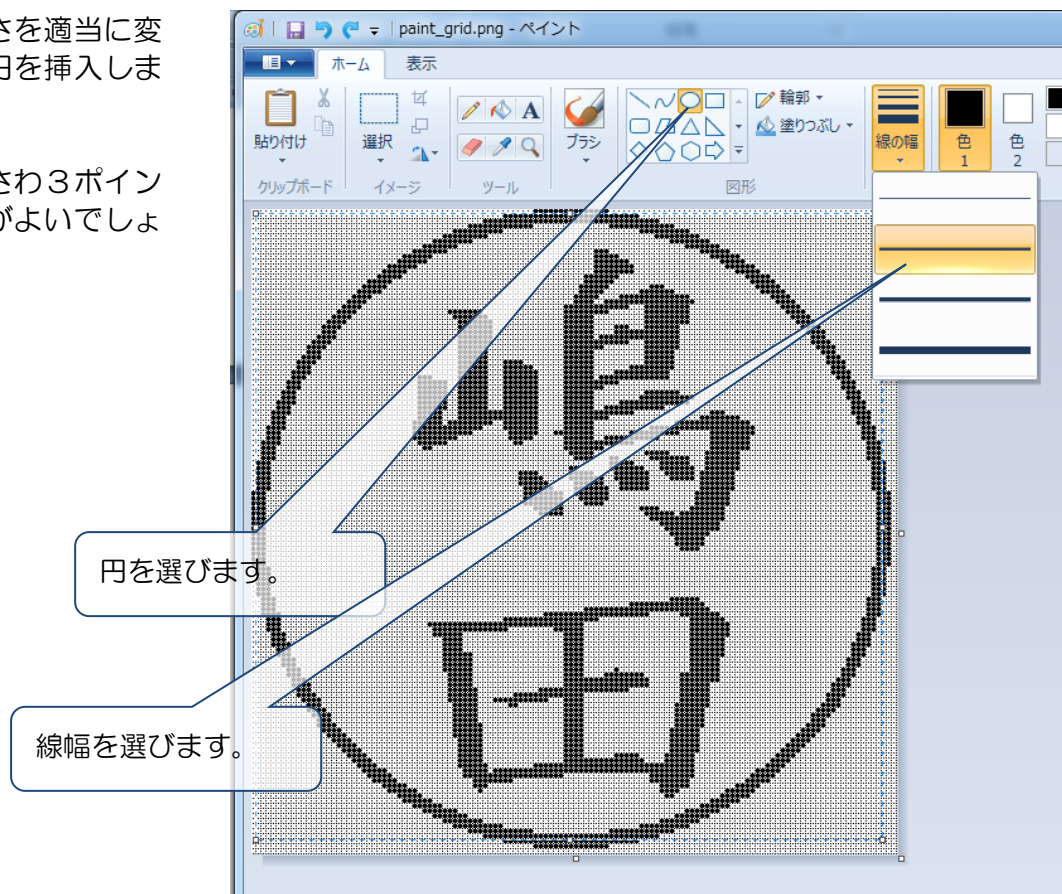 さを適当に変
円を挿入しま
さわ３ポイン
がよいでしょ
paint_grid.png - ペイント
ホーム 表示
貼り付け
選択
A
ブラシ
輪郭
塗りつぶし
線の幅
色
1
色
2
クリップボード
イメージ
ツール
図形
嶋
田
円を選びます。
線幅を選びます。